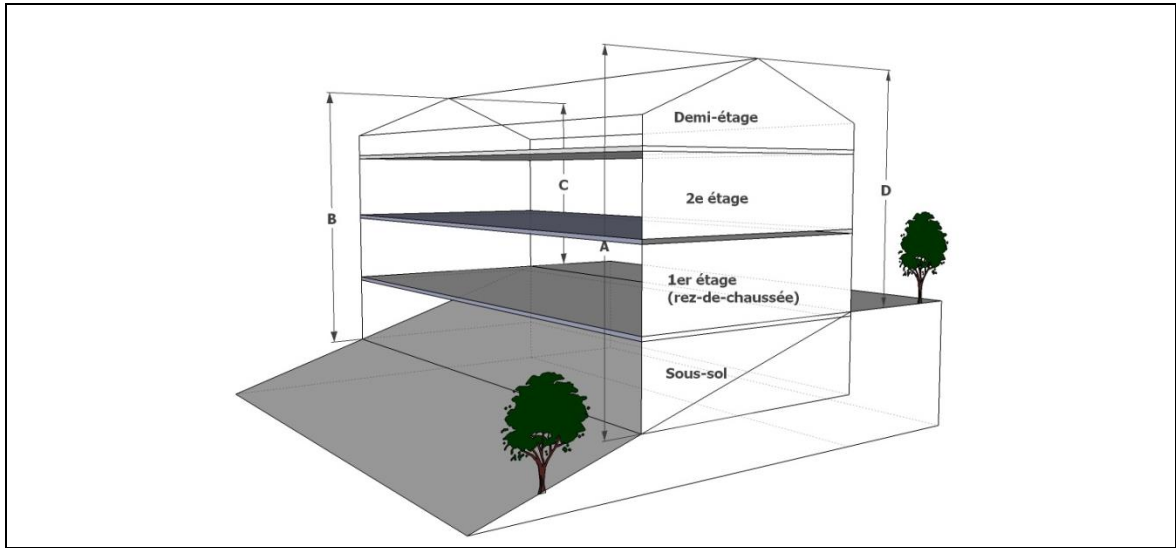 Demi-étage
C
D
2e étage
B
A
1er étage
(rez-de-chaussée)
Sous-sol